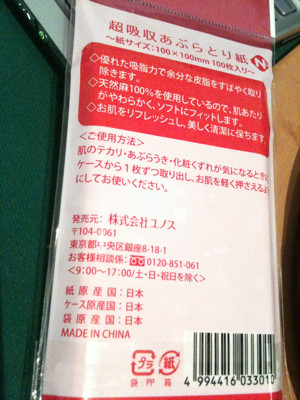 超吸収あぶらとり紙 N
～紙サイズ:100×100mm 100枚入り～
◇優れた吸脂力で余分な皮脂をすばやく取り
除きます。
◇天然麻100％を使用しているので、肌あたり
がやわらかく、ソフトにフィットします。
◇お肌をリフレッシュし、美しく清潔に保ちます
<ご使用方法>
肌のテカリ・あぶらうき・化粧くずれが気になるときに
ケースから1枚ずつ取り出し、お肌を軽く押さえるよ
にしてお使いください。
発売元: 株式会社ユノス
〒104-0061
東京都中央区銀座8-18-1
お客様相談係: 0120-851-061
<9:00～17:00/土・日・祝日を除く>
紙 原 産 国:日本
ケース原産国:日本
袋 原 産 国:日本
MADE IN CHINA
プラ 紙
袋:PP 箱
4 994416 033010